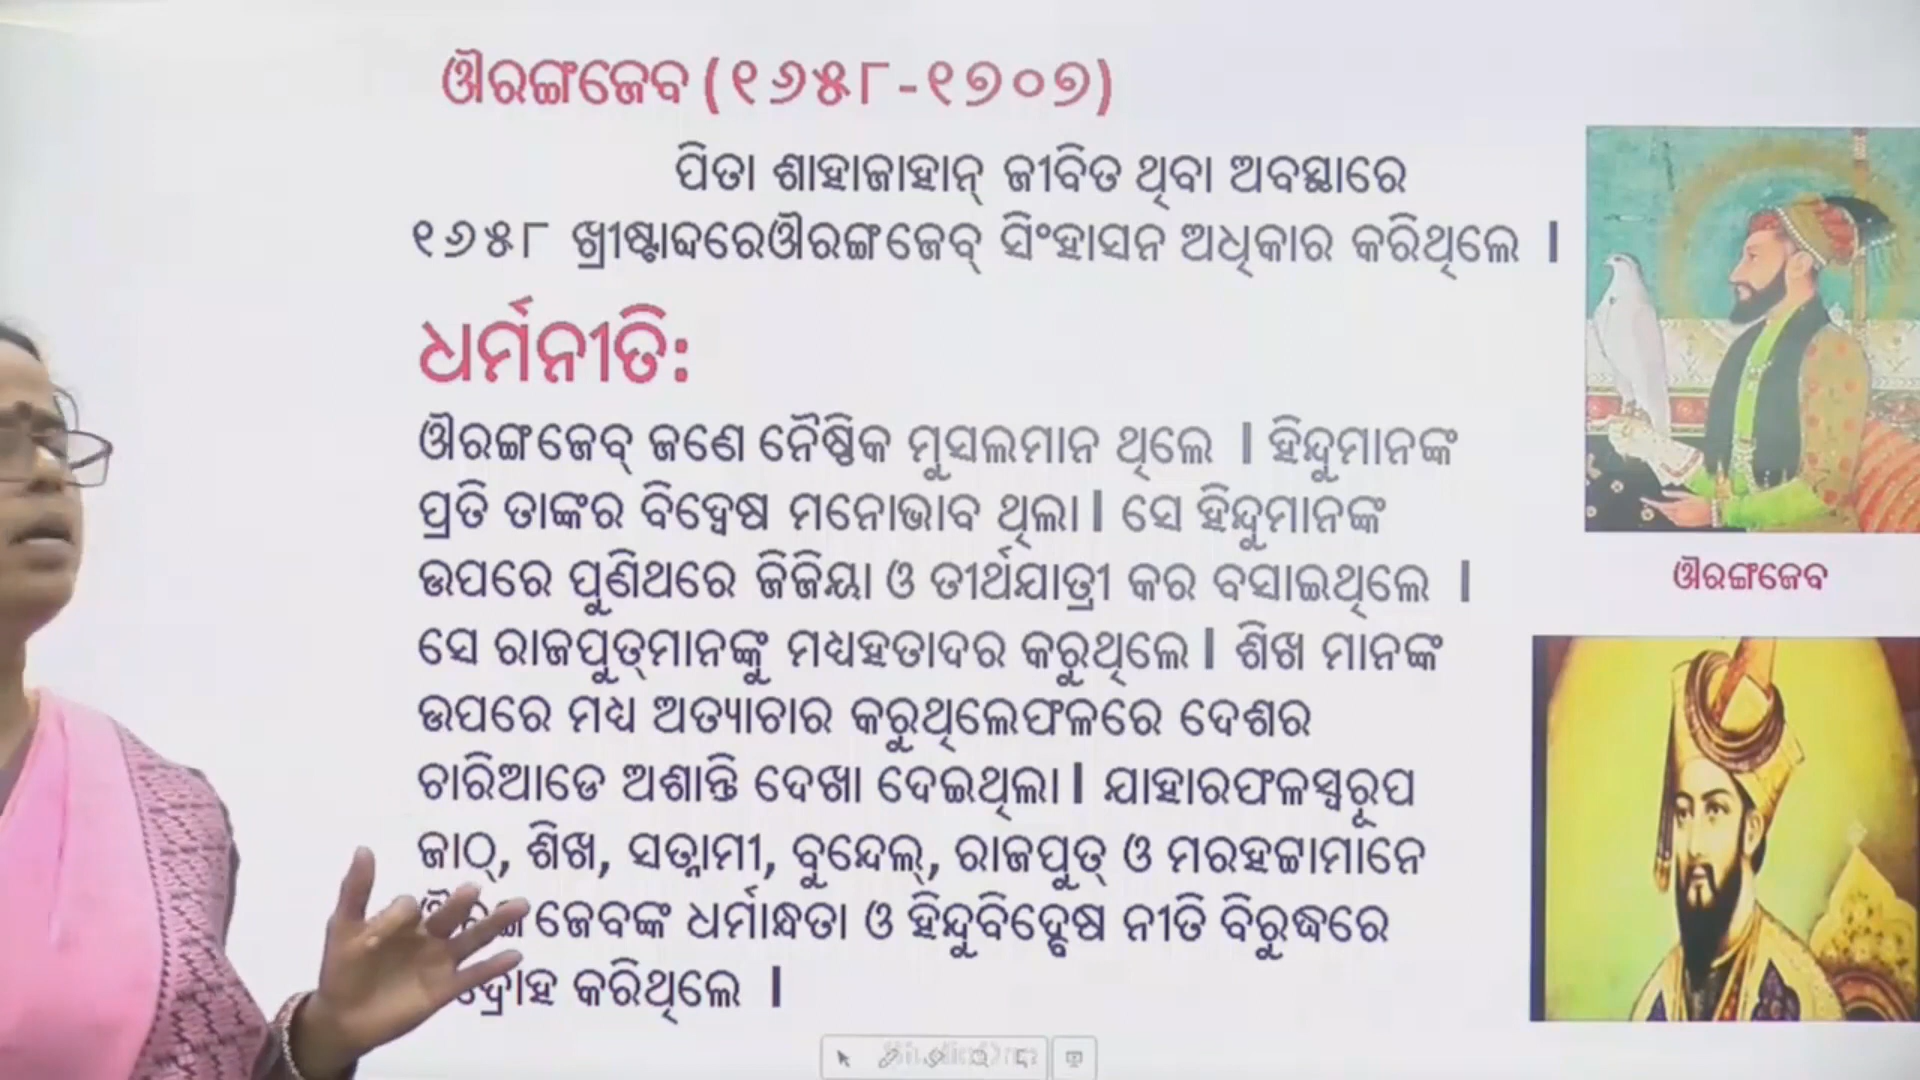 ଔରଙ୍ଗଜେବ (୧୬୫୮-୧୭୦୭)
ପିତା ଶାହାଜାହାନ୍ ଜୀବିତ ଥିବା ଅବସ୍ଥାରେ
୧୬୫୮ ଖ୍ରୀଷ୍ଟାବ୍ଦରେଔରଙ୍ଗଜେବ୍ ସିଂହାସନ ଅଧିକାର କରିଥିଲେ ।
ଧର୍ମନୀତି:
ଔରଙ୍ଗଜେବ୍ ଜଣେ ନୈଷ୍ଠିକ ମୁସଲମାନ ଥିଲେ । ହିନ୍ଦୁମାନଙ୍କ
ପ୍ରତି ତାଙ୍କର ବିଦ୍ୱେଷ ମନୋଭାବ ଥିଲା । ସେ ହିନ୍ଦୁମାନଙ୍କ
ଉପରେ ପୁଣିଥରେ ଜିଜିୟା ଓ ତୀର୍ଥଯାତ୍ରୀ କର ବସାଇଥିଲେ ।
ସେ ରାଜପୁତ୍‌ମାନଙ୍କୁ ମଧ୍ୟହତାଦର କରୁଥିଲେ । ଶିଖ ମାନଙ୍କ
ଉପରେ ମଧ୍ୟ ଅତ୍ୟାଚାର କରୁଥିଲେଫଳରେ ଦେଶର
ଚାରିଆଡେ ଅଶାନ୍ତି ଦେଖା ଦେଇଥିଲା । ଯାହାରଫଳସ୍ୱରୂପ
ଜାଠ୍, ଶିଖ, ସତ୍ନାମୀ, ବୁନ୍ଦେଲ୍, ରାଜପୁତ୍ ଓ ମରହଟ୍ଟାମାନେ
ଧର୍ମାନ୍ଧତା ଓ ହିନ୍ଦୁବିଦ୍ବେଷ ନୀତି ବିରୁଦ୍ଧରେ
କରିଥିଲେ ।
ଔରଙ୍ଗଜେବ